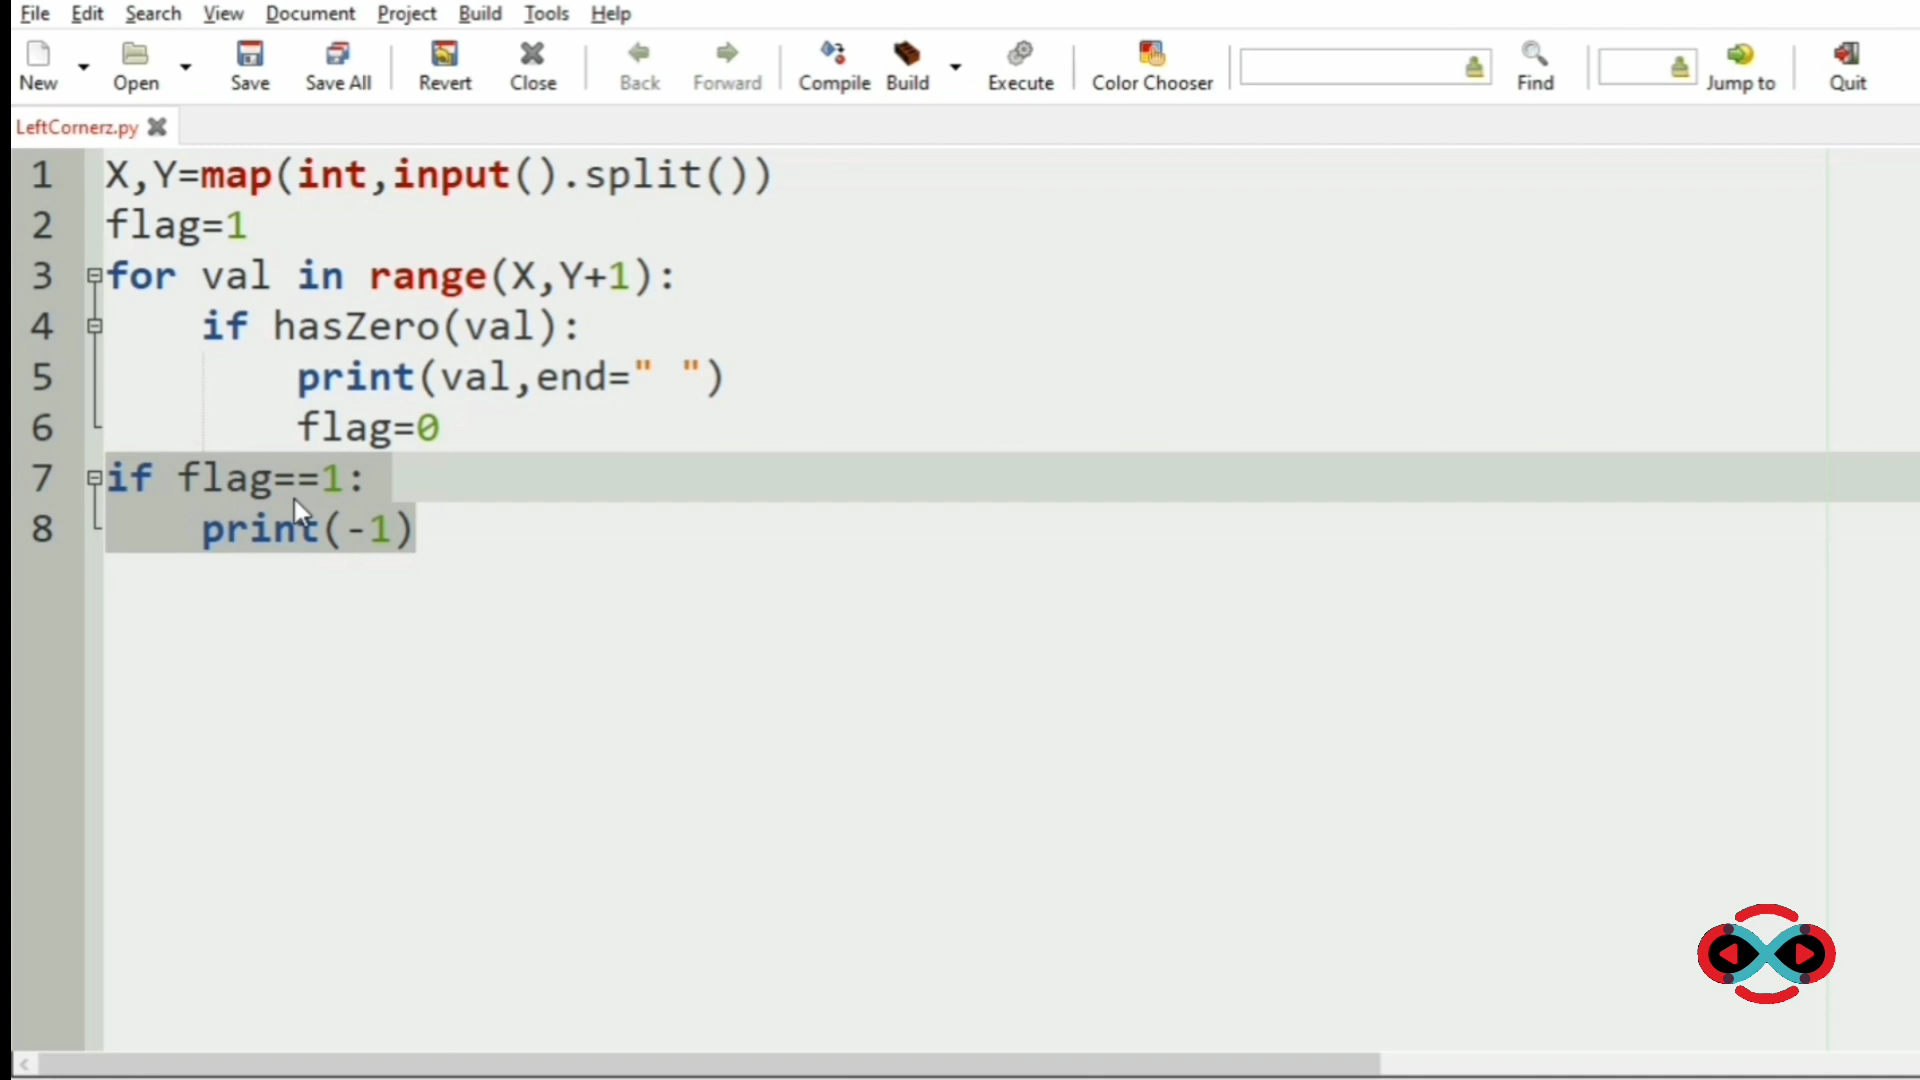 File Edit Search View Document Project Build Tools Help
New Open Save Save All Revert Close Back Forward Compile Build Execute Color Chooser Find Jump to Quit
LeftCornerz.py
1 X,Y=map(int,input().split())
2 flag=1
3 for val in range(X,Y+1):
4 if hasZero(val):
5 print(val,end=" ")
6 flag=0
7 if flag==1:
8 print(-1)